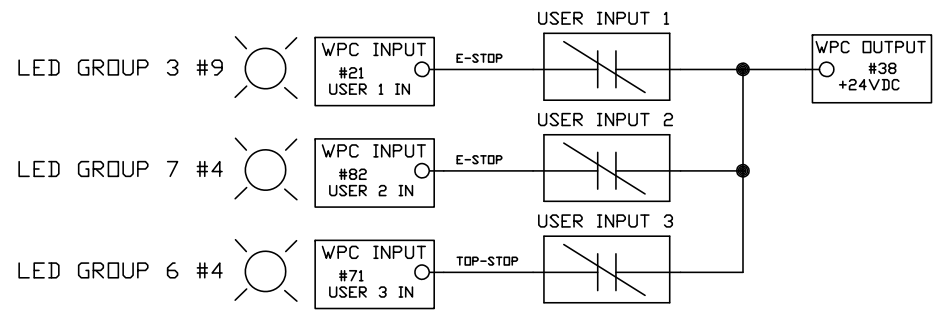 USER INPUT 1
LED GROUP 3 #9
WPC INPUT
#21
USER 1 IN
E-STOP
WPC OUTPUT
#38
+24VDC
USER INPUT 2
LED GROUP 7 #4
WPC INPUT
#82
USER 2 IN
E-STOP
USER INPUT 3
LED GROUP 6 #4
WPC INPUT
#71
USER 3 IN
TOP-STOP